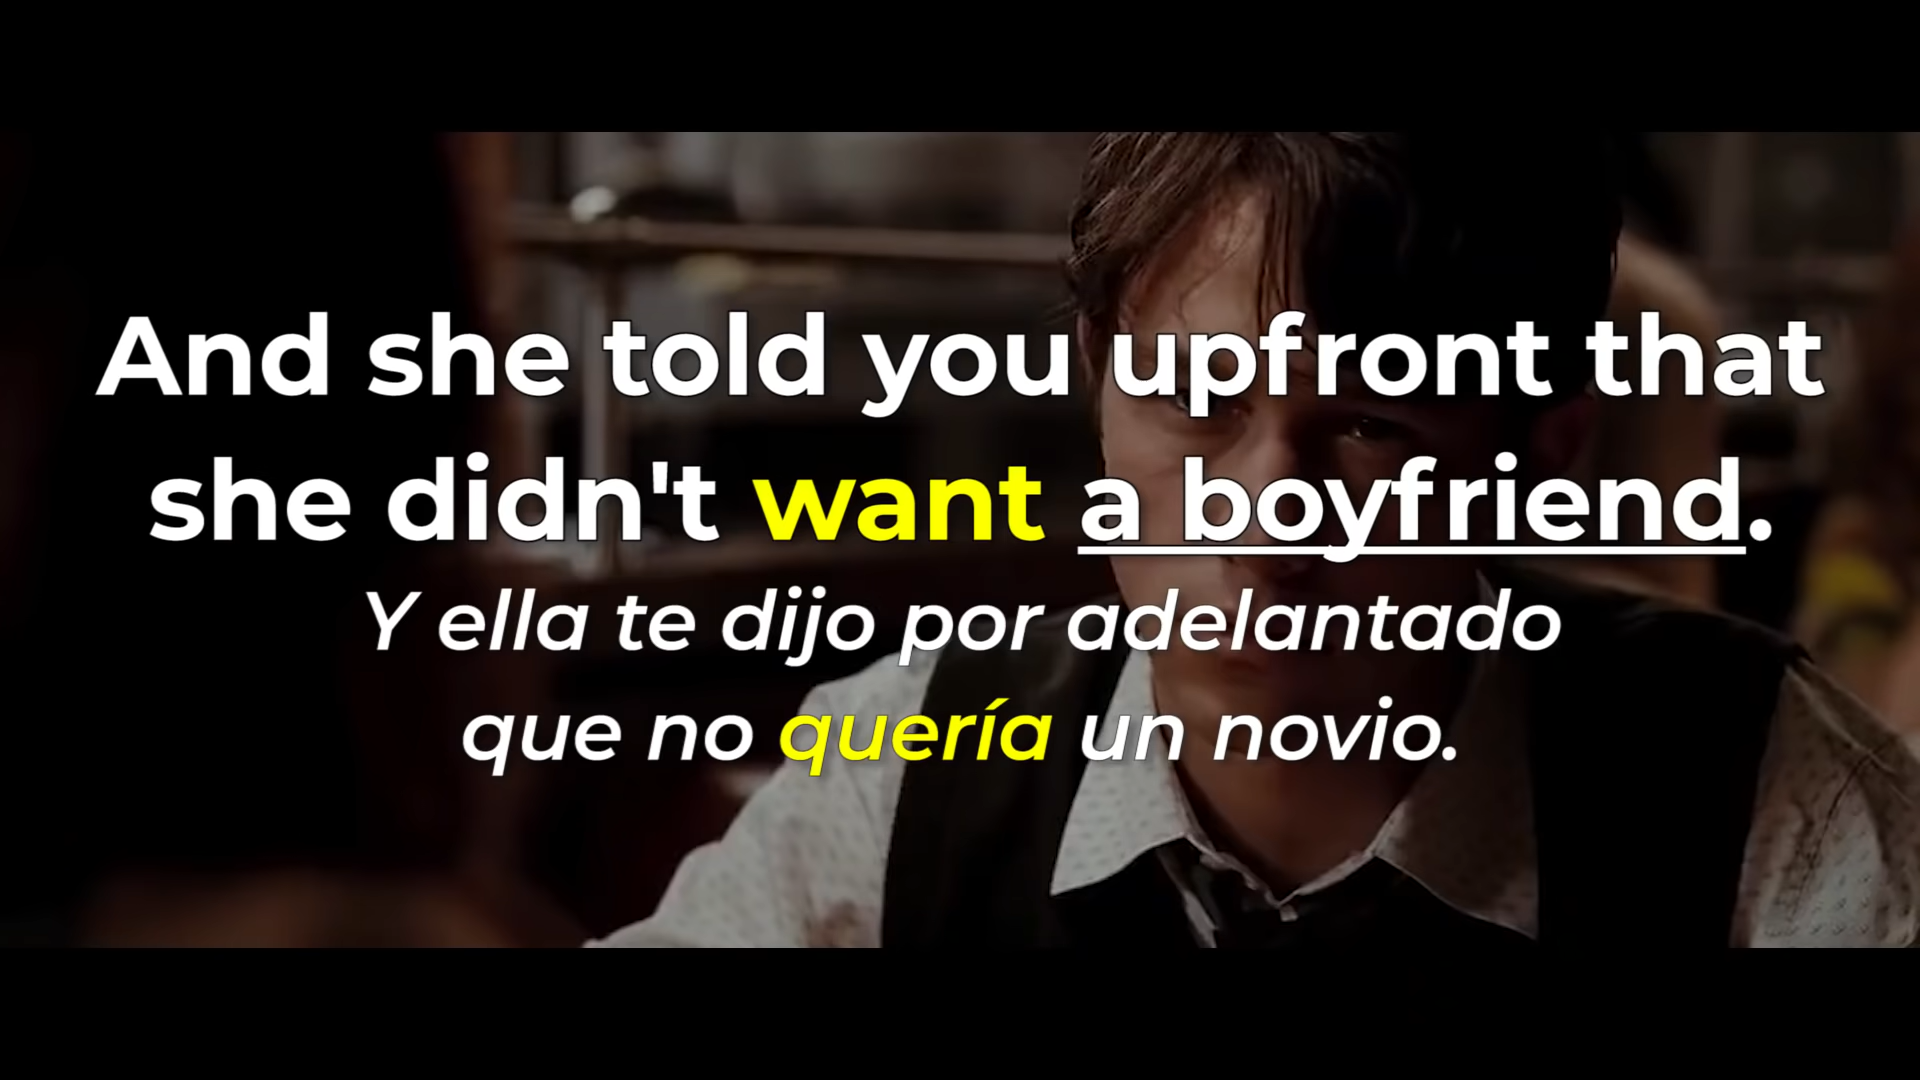 And she told you upfront that
she didn't want a boyfriend.
Y ella te dijo por adelantado
que no quería un novio.